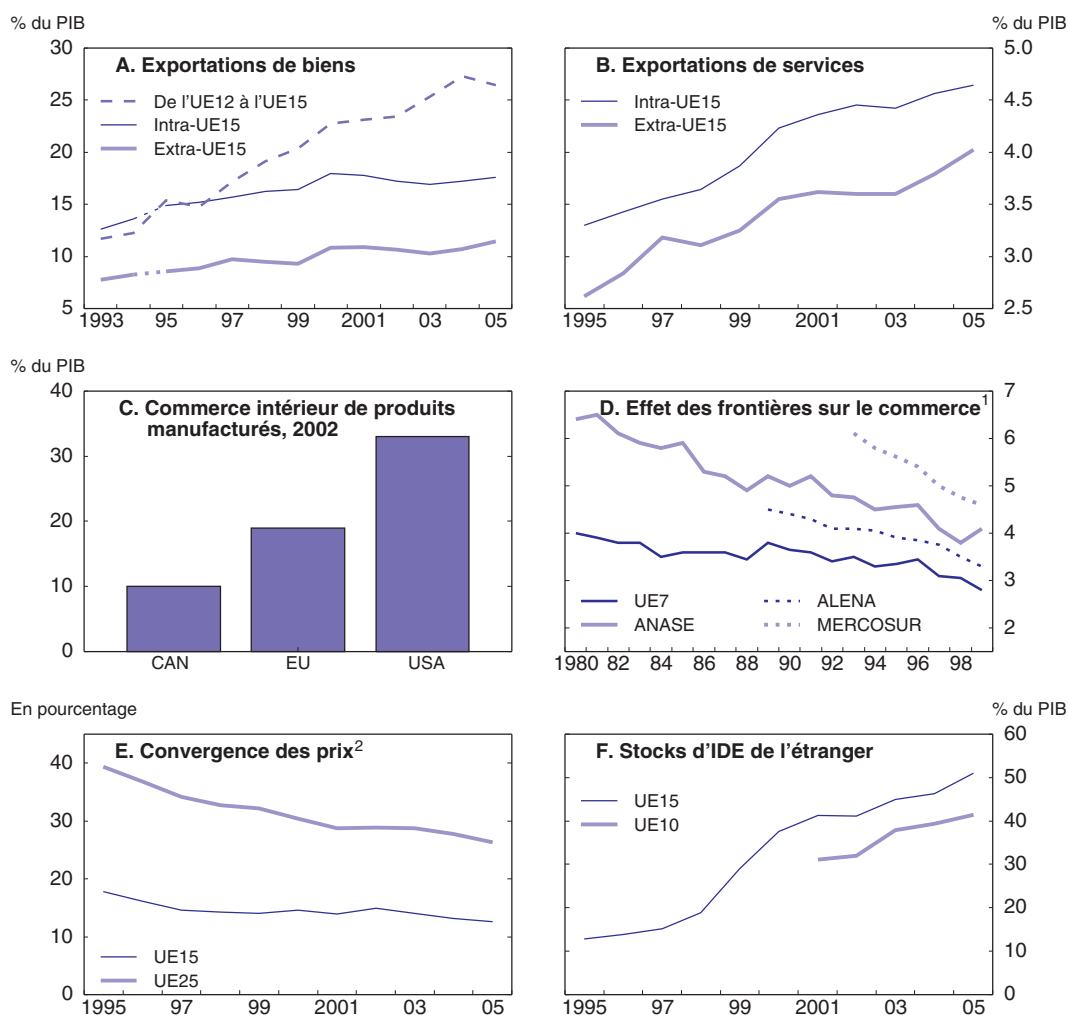 % du PIB
A. Exportations de biens
De l'UE12 à l'UE15
Intra-UE15
Extra-UE15
30
25
20
15
10
5
1993 95 97 99 2001 03 05
% du PIB
B. Exportations de services
Intra-UE15
Extra-UE15
5.0
4.5
4.0
3.5
3.0
2.5
1995 97 99 2001 03 05
% du PIB
C. Commerce intérieur de produits
manufacturés, 2002
40
30
20
10
0
CAN EU USA
D. Effet des frontières sur le commerce1
7
6
5
4
3
2
UE7 ALENA
ANASE MERCOSUR
1980 82 84 86 88 90 92 94 96 98
En pourcentage
E. Convergence des prix2
40
30
20
10
0
UE15
UE25
1995 97 99 2001 03 05
% du PIB
F. Stocks d'IDE de l'étranger
UE15
UE10
60
50
40
30
20
10
0
1995 97 99 2001 03 05